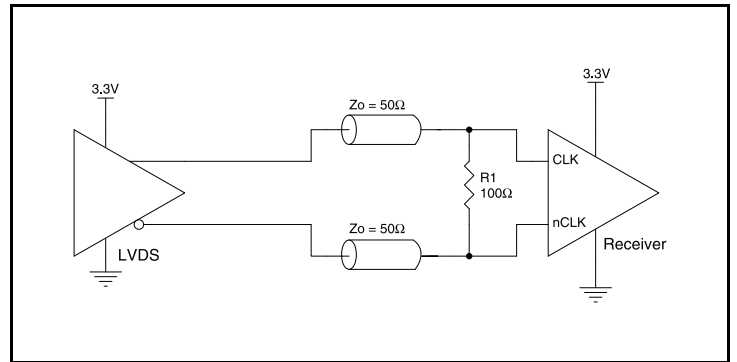 3.3V
3.3V
Zo = 50Ω
CLK
R1
100Ω
nCLK
Zo = 50Ω
Receiver
LVDS